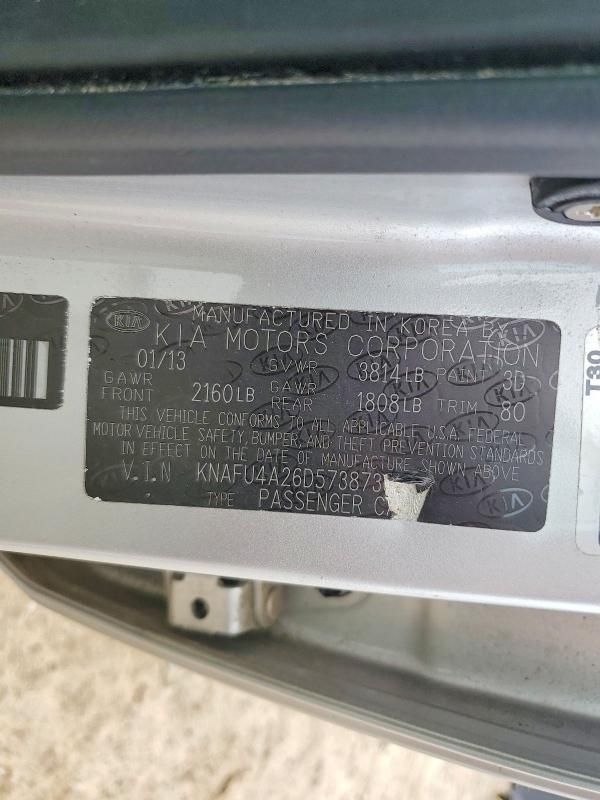 KIA
MANUFACTURED IN KOREA BY
KIA MOTORS CORPORATION
01/13 GVWR 3814LB PAINT 3D
GAWR FRONT 2160LB GAWR REAR 1808LB TRIM 80
THIS VEHICLE CONFORMS TO ALL APPLICABLE U.S.A. FEDERAL
MOTOR VEHICLE SAFETY, BUMPER, AND THEFT PREVENTION STANDARDS
IN EFFECT ON THE DATE OF MANUFACTURE SHOWN ABOVE
V.I.N KNAFU4A26D573873
TYPE PASSENGER
T30